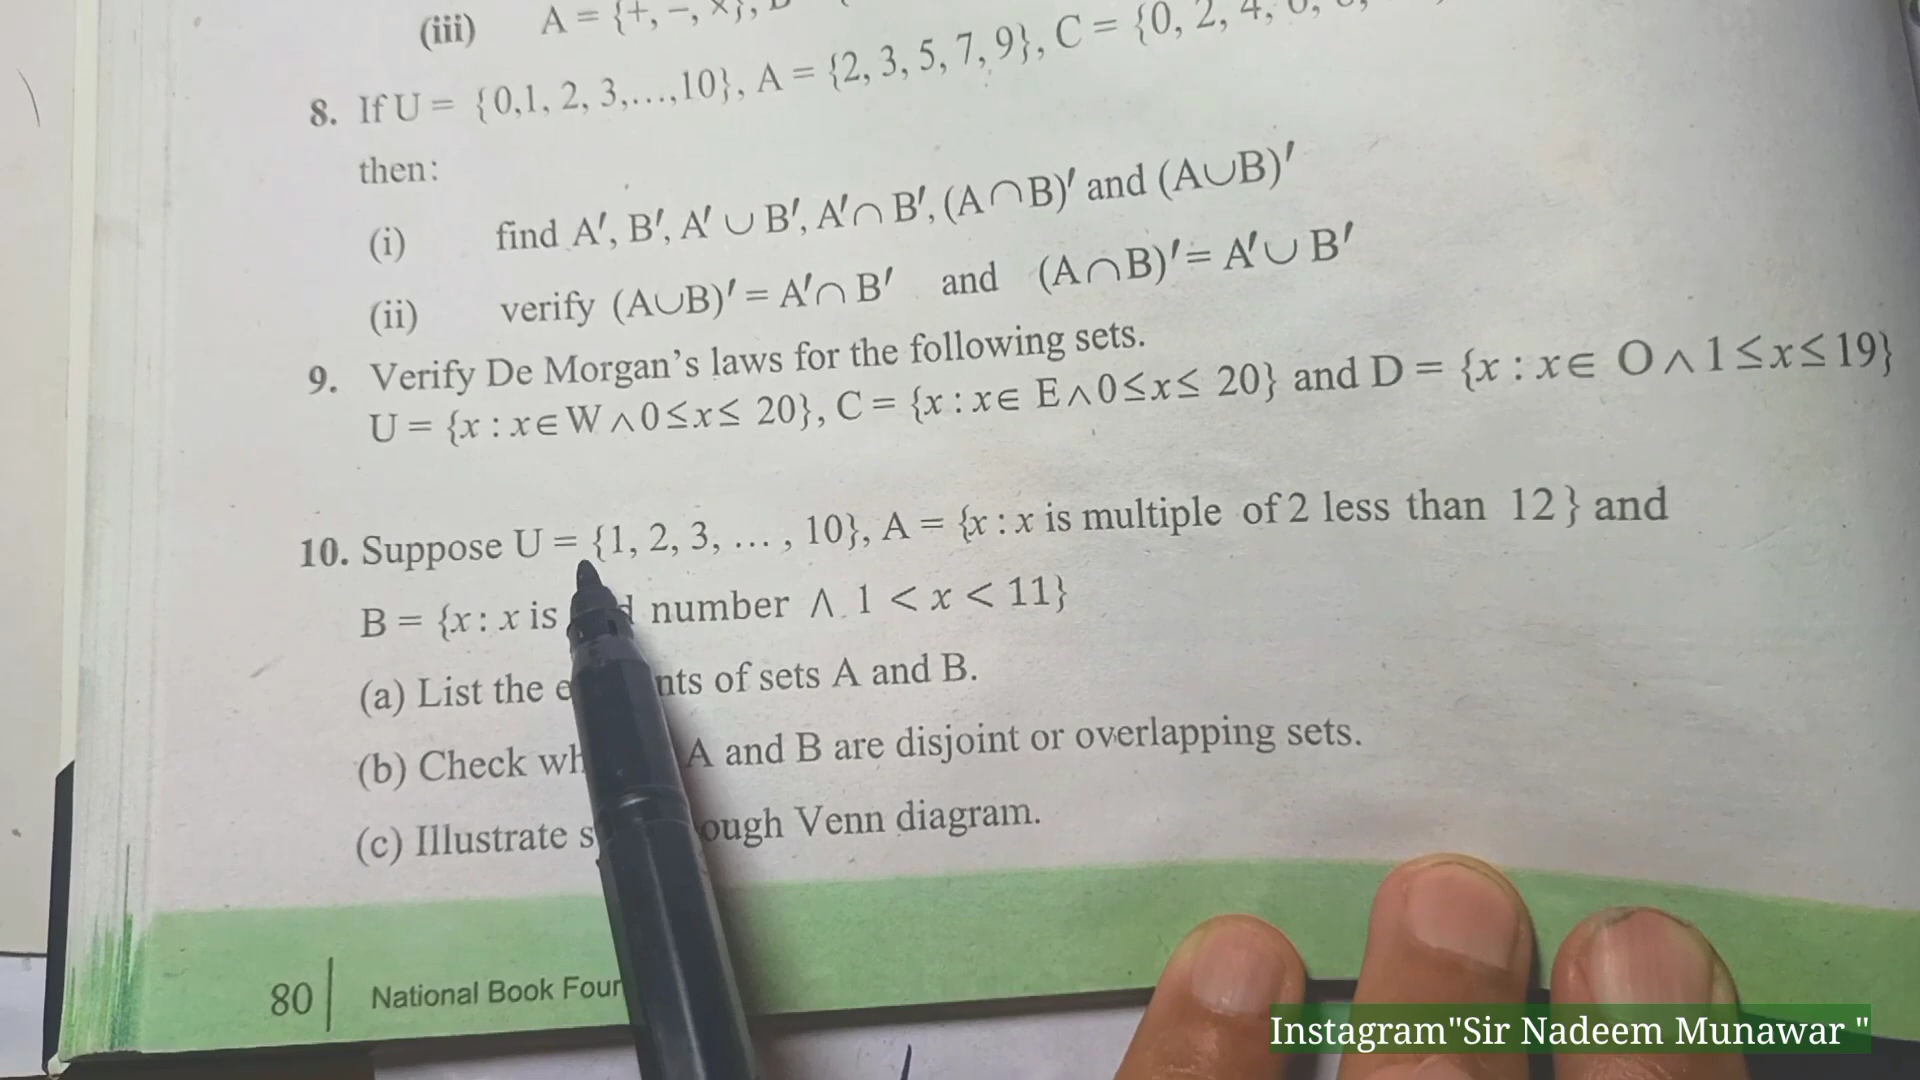 (iii) A = {+, −, ×},
8. If U = {0,1, 2, 3,...,10}, A = {2, 3, 5, 7, 9}, C = {0, 2, 4,
then:
(i) find A′, B′, A′ ∪ B′, A′∩ B′, (A∩B)′ and (A∪B)′
(ii) verify (A∪B)′ = A′∩ B′ and (A∩B)′= A′∪ B′
9. Verify De Morgan's laws for the following sets.
U = {x : x∈ W ∧0≤x≤ 20}, C = {x : x∈ E∧0≤x≤ 20} and D = {x : x∈ O∧1≤x≤19}
10. Suppose U = {1, 2, 3, ... , 10}, A = {x : x is multiple of 2 less than 12} and
B = {x : x is number ∧ 1 < x < 11}
(a) List the of sets A and B.
(b) Check A and B are disjoint or overlapping sets.
(c) Illustrate Venn diagram.
80 National Book
Instagram"Sir Nadeem Munawar "